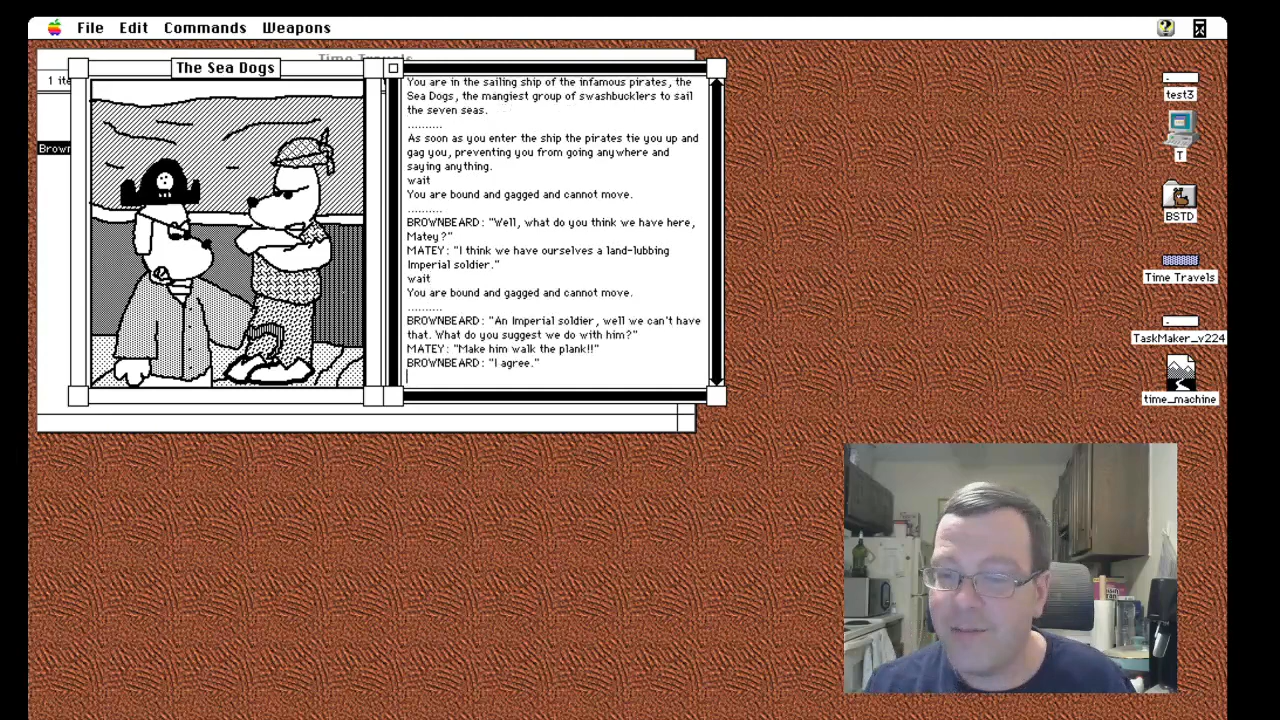 File Edit Commands Weapons
Time Travels
The Sea Dogs
1 ite
Brown
You are in the sailing ship of the infamous pirates, the
Sea Dogs, the mangiest group of swashbucklers to sail
the seven seas.
..........
As soon as you enter the ship the pirates tie you up and
gag you, preventing you from going anywhere and
saying anything.
wait
You are bound and gagged and cannot move.
..........
BROWNBEARD: "Well, what do you think we have here,
Matey?"
MATEY: "I think we have ourselves a land-lubbing
Imperial soldier."
wait
You are bound and gagged and cannot move.
..........
BROWNBEARD: "An Imperial soldier, well we can't have
that. What do you suggest we do with him?"
MATEY: "Make him walk the plank!!"
BROWNBEARD: "I agree."
test3
T
BSTD
Time Travels
TaskMaker_v224
time_machine